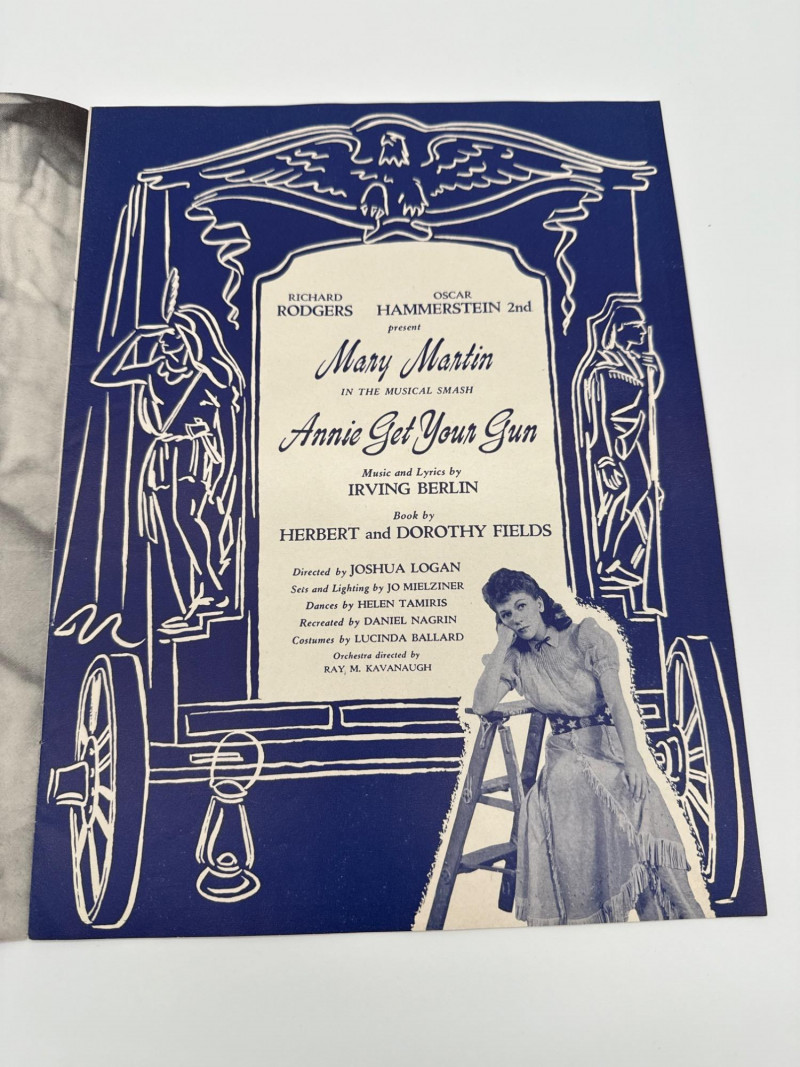 RICHARD RODGERS
OSCAR HAMMERSTEIN 2nd
present
Mary Martin
IN THE MUSICAL SMASH
Annie Get Your Gun
Music and Lyrics by
IRVING BERLIN
Book by
HERBERT and DOROTHY FIELDS
Directed by JOSHUA LOGAN
Sets and Lighting by JO MIELZINER
Dances by HELEN TAMIRIS
Recreated by DANIEL NAGRIN
Costumes by LUCINDA BALLARD
Orchestra directed by
RAY M. KAVANAUGH